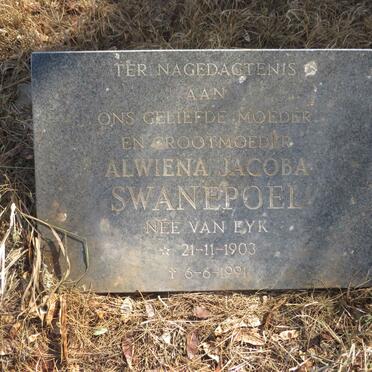 TER NAGEDAGTENIS
AAN
ONS GELIEFDE MOEDER
EN GROOTMOEDER
ALWIENA JACOBA
SWANEPOEL
NEE VAN EYK
☆ 21-11-1903
✝ 6-6-1991